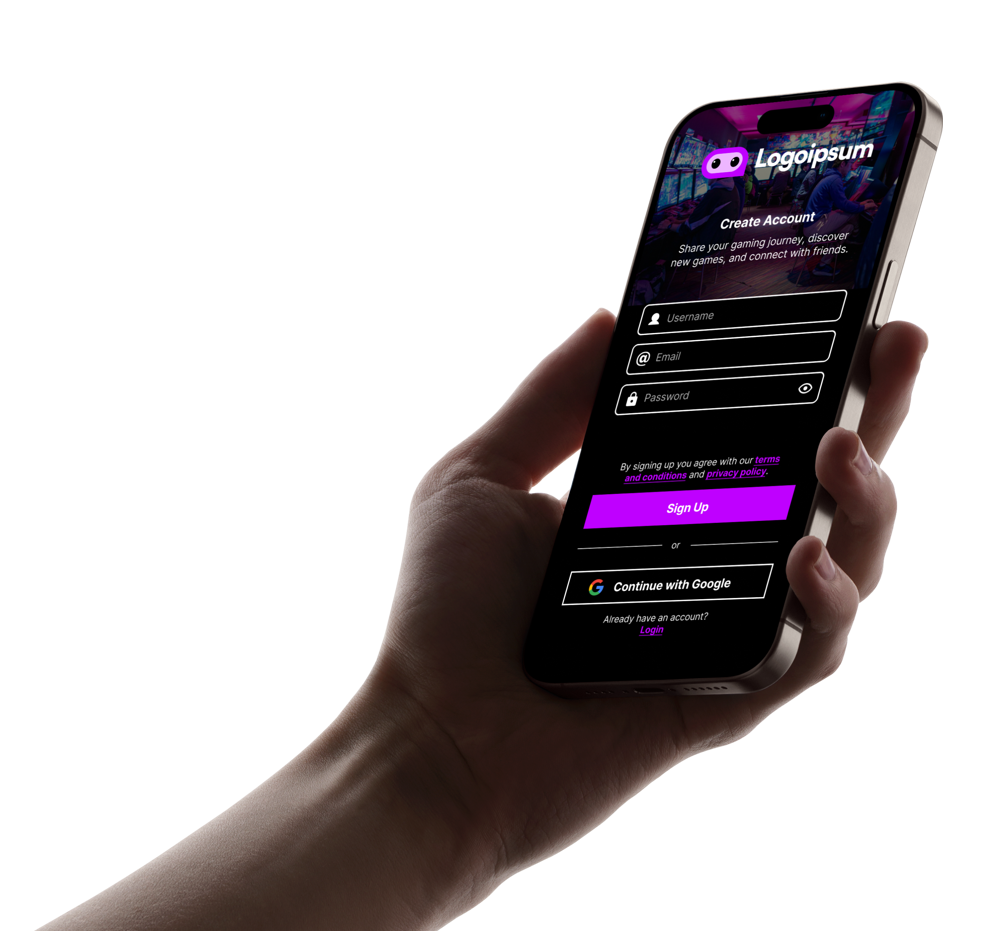 Logoipsum
Create Account
Share your gaming journey, discover
new games, and connect with friends.
Username
@ Email
Password
By signing up you agree with our terms
and conditions and privacy policy.
Sign Up
or
G Continue with Google
Already have an account?
Login